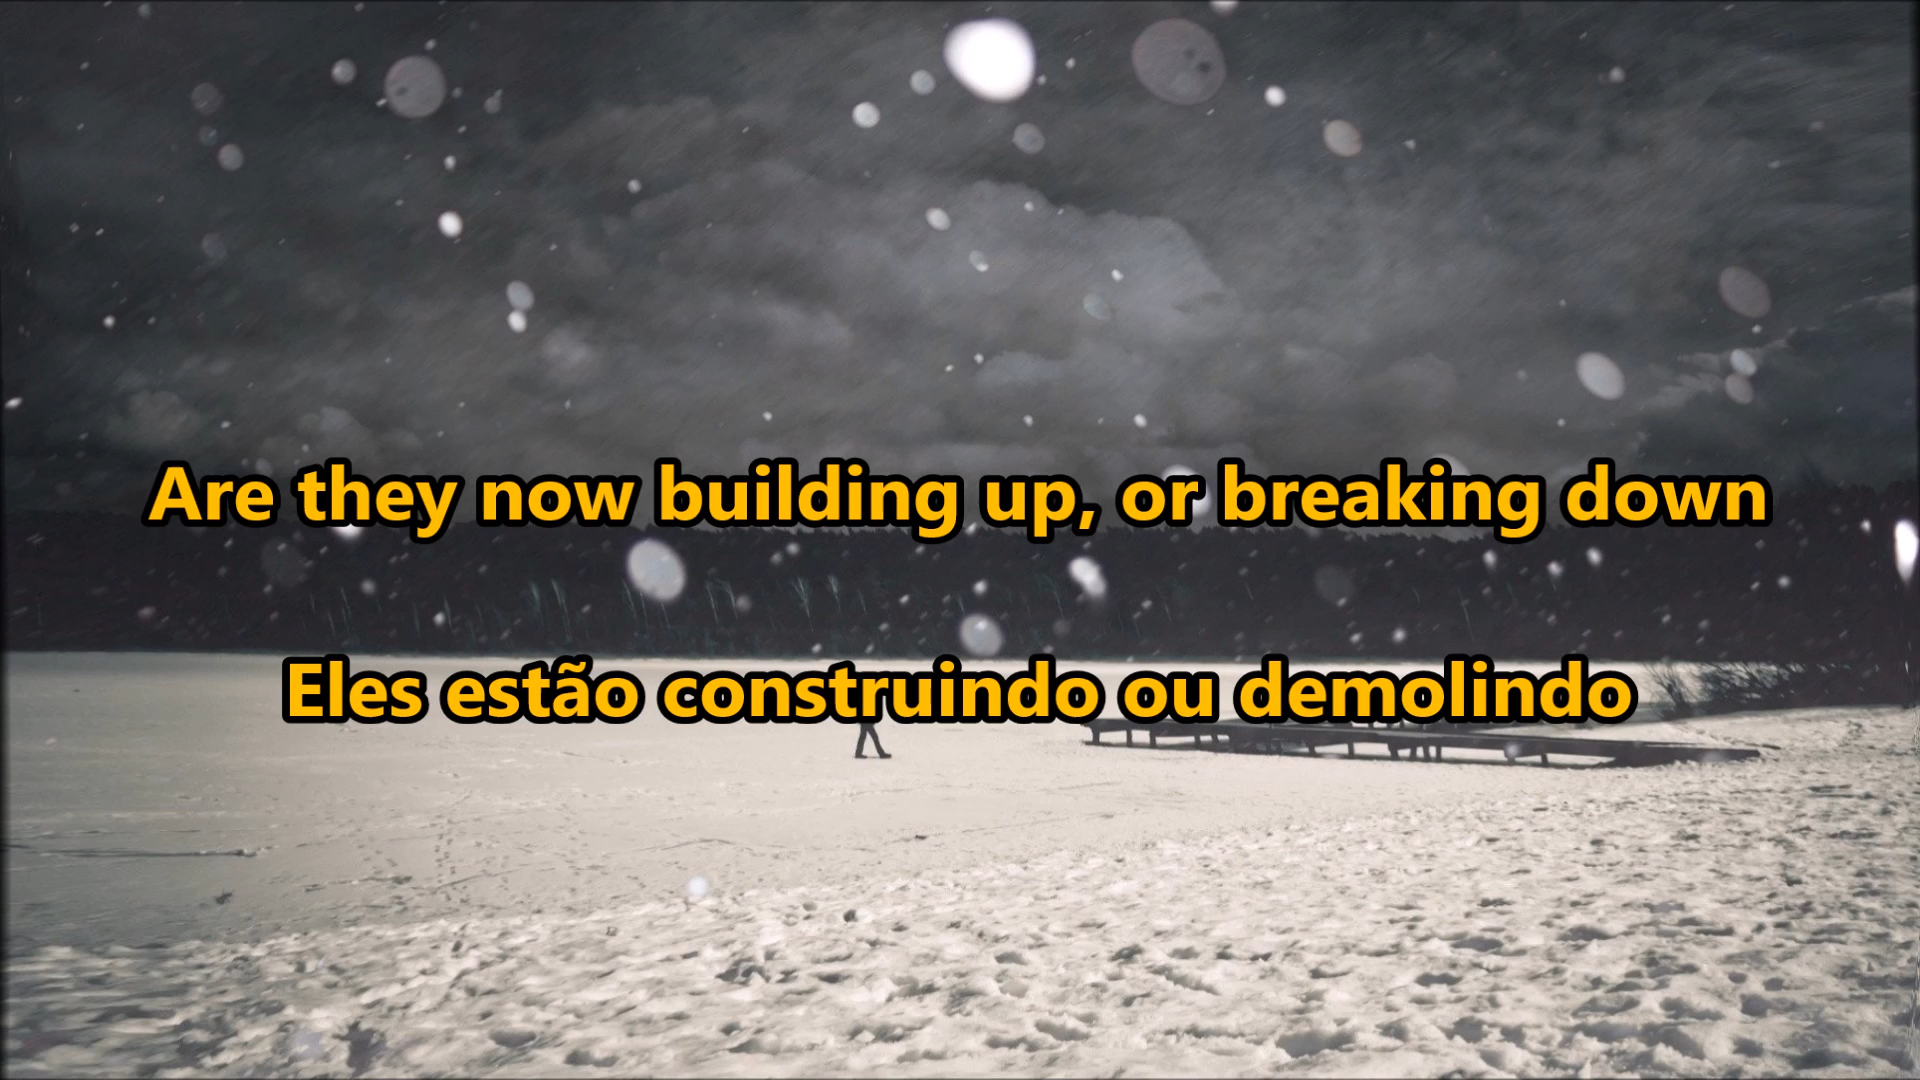 Are they now building up, or breaking down
Eles estão construindo ou demolindo